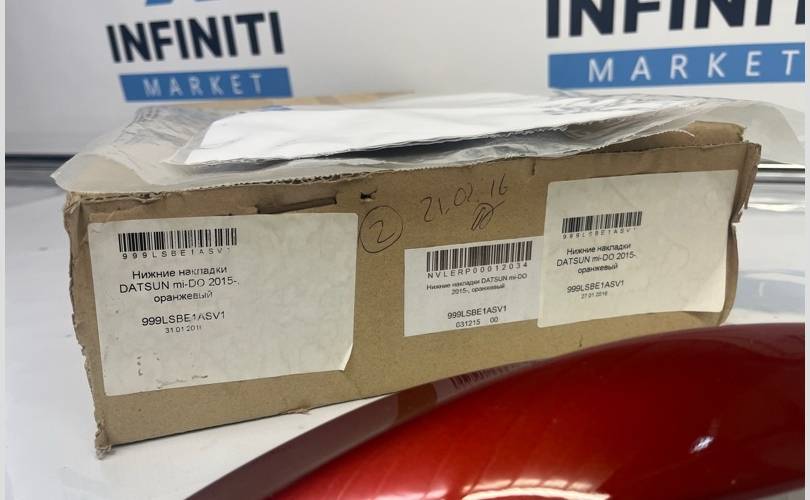 INFINITI
MARKET
INFINITI
MARKET
2
21.02 16
999LSBE1ASV1
Нижние накладки
DATSUN mi-DO 2015-,
оранжевый
999LSBE1ASV1
31 01 201
NVLERP00012034
Нижние накладки DATSUN mi-DO
2015-, оранжевый
999LSBE1ASV1
031215 00
999LSBE1ASV1
Нижние накладки
DATSUN mi-DO 2015-,
оранжевый
999LSBE1ASV1
27 01 2016